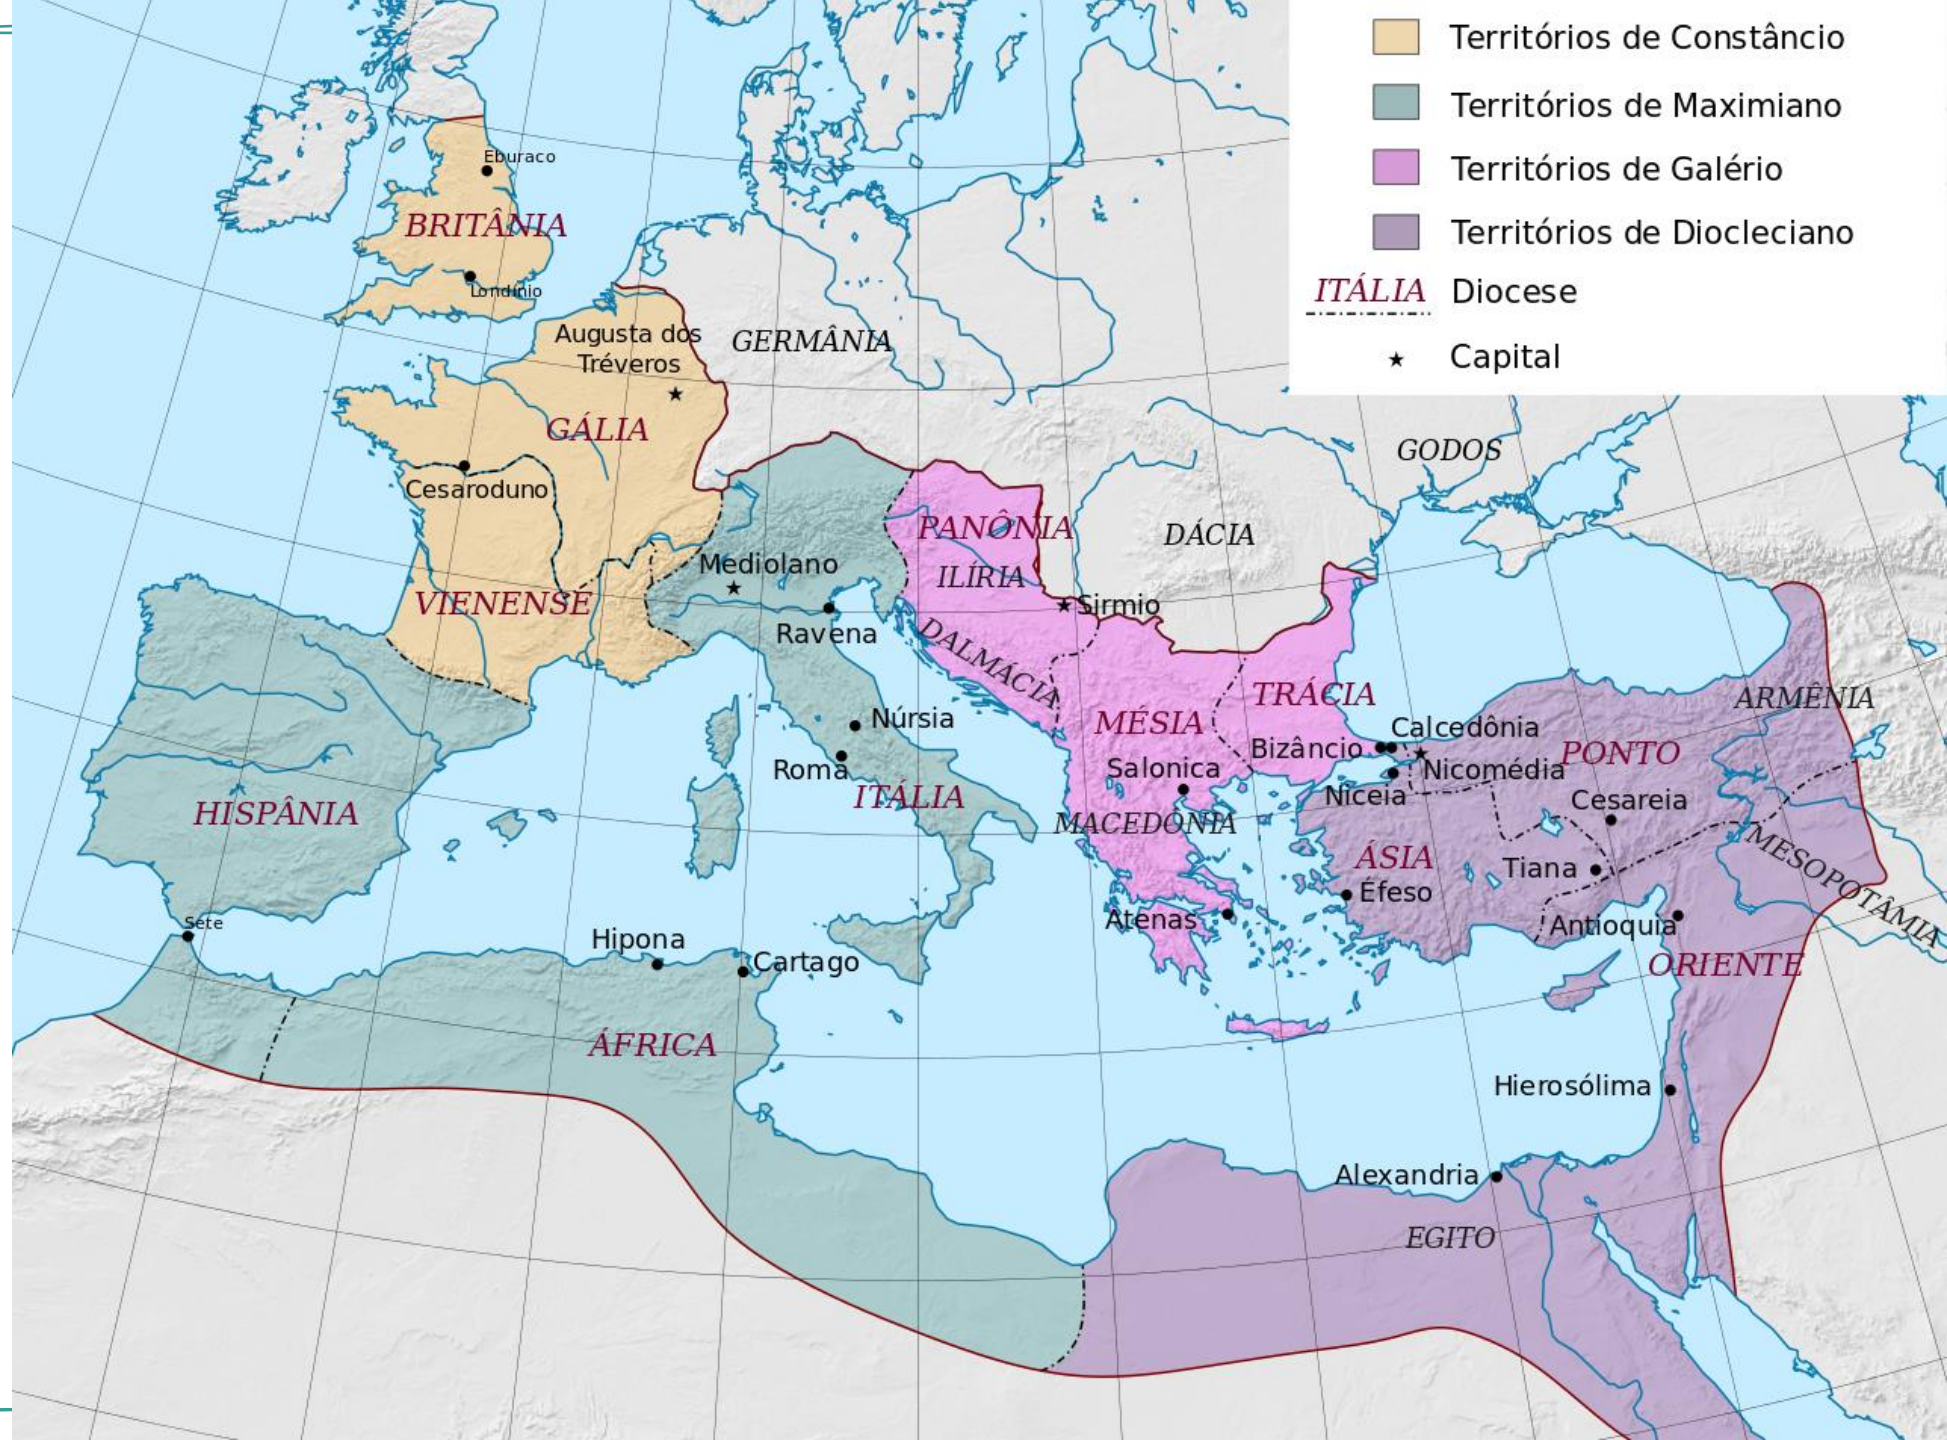 Territórios de Constâncio
Territórios de Maximiano
Territórios de Galério
Territórios de Diocleciano
ITÁLIA Diocese
Capital
Eburaco
BRITÂNIA
Londínio
Augusta dos
Tréveros
GERMÂNIA
GÁLIA
GODOS
Cesaroduno
PANÔNIA
DÁCIA
Mediolano
ILÍRIA
VIENENSE
Sirmio
Ravena
DALMÁCIA
TRÁCIA
ARMÊNIA
Núrsia
MÉSIA
Calcedônia
Bizâncio
PONTO
Roma
Salonica
Nicomédia
ITÁLIA
Niceia
Cesareia
HISPÂNIA
MACEDÔNIA
MESOPOTÂMIA
ÁSIA
Tiana
Éfeso
Sete
Atenas
Antioquia
Hipona
Cartago
ORIENTE
ÁFRICA
Hierosólima
Alexandria
EGITO